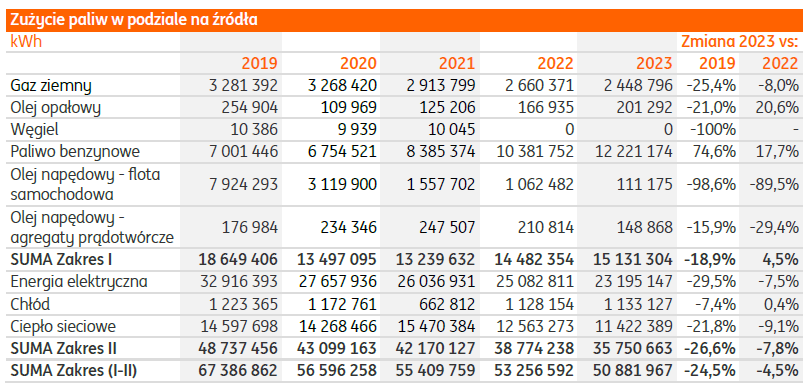 Zużycie paliw w podziale na źródła
kWh Zmiana 2023 vs:
2019 2020 2021 2022 2023 2019 2022
Gaz ziemny 3 281 392 3 268 420 2 913 799 2 660 371 2 448 796 -25,4% -8,0%
Olej opałowy 254 904 109 969 125 206 166 935 201 292 -21,0% 20,6%
Węgiel 10 386 9 939 10 045 0 0 -100% -
Paliwo benzynowe 7 001 446 6 754 521 8 385 374 10 381 752 12 221 174 74,6% 17,7%
Olej napędowy - flota
samochodowa 7 924 293 3 119 900 1 557 702 1 062 482 111 175 -98,6% -89,5%
Olej napędowy -
agregaty prądotwórcze 176 984 234 346 247 507 210 814 148 868 -15,9% -29,4%
SUMA Zakres I 18 649 406 13 497 095 13 239 632 14 482 354 15 131 304 -18,9% 4,5%
Energia elektryczna 32 916 393 27 657 936 26 036 931 25 082 811 23 195 147 -29,5% -7,5%
Chłód 1 223 365 1 172 761 662 812 1 128 154 1 133 127 -7,4% 0,4%
Ciepło sieciowe 14 597 698 14 268 466 15 470 384 12 563 273 11 422 389 -21,8% -9,1%
SUMA Zakres II 48 737 456 43 099 163 42 170 127 38 774 238 35 750 663 -26,6% -7,8%
SUMA Zakres (I-II) 67 386 862 56 596 258 55 409 759 53 256 592 50 881 967 -24,5% -4,5%